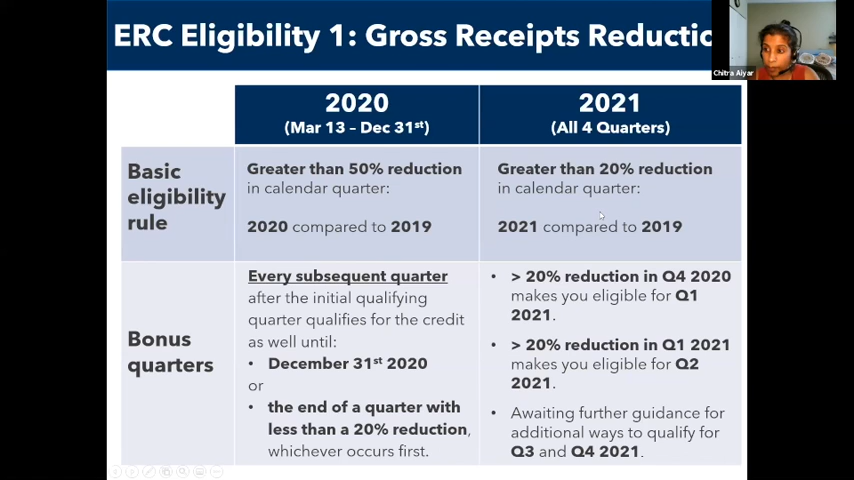 ERC Eligibility 1: Gross Receipts Reductio
Chitra Aiyar
2020
(Mar 13 – Dec 31st)
2021
(All 4 Quarters)
Basic
eligibility
rule
Greater than 50% reduction
in calendar quarter:
2020 compared to 2019
Greater than 20% reduction
in calendar quarter:
2021 compared to 2019
Bonus
quarters
Every subsequent quarter
after the initial qualifying
quarter qualifies for the credit
as well until:
• December 31st 2020
or
• the end of a quarter with
less than a 20% reduction,
whichever occurs first.
• > 20% reduction in Q4 2020
makes you eligible for Q1
2021.
• > 20% reduction in Q1 2021
makes you eligible for Q2
2021.
• Awaiting further guidance for
additional ways to qualify for
Q3 and Q4 2021.